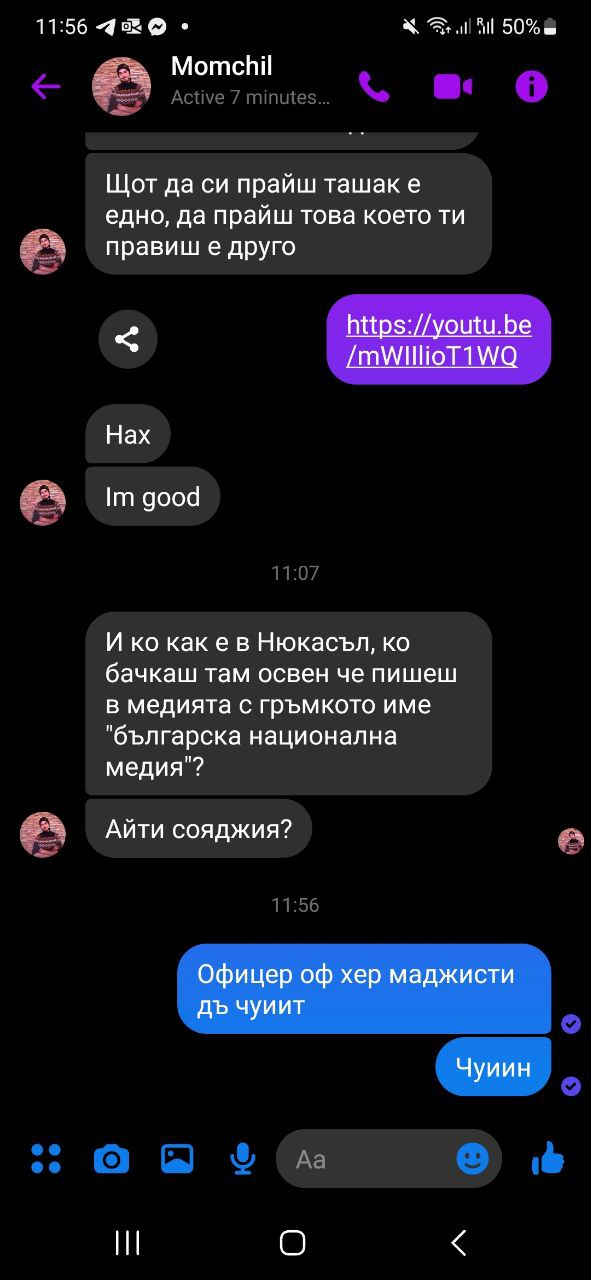 11:56
50%
Momchil
Active 7 minutes...
Щот да си прайш ташак е
едно, да прайш това което ти
правиш е друго
https://youtu.be
/mWIIlioT1WQ
Нах
Im good
11:07
И ко как е в Нюкасъл, ко
бачкаш там освен че пишеш
в медията с гръмкото име
"българска национална
медия"?
Айти сояджия?
11:56
Офицер оф хер маджисти
дъ чуиит
Чуиин
Aa